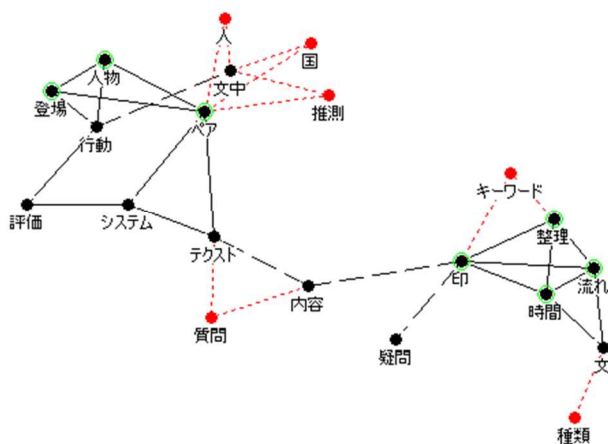 人
国
人物
文中
登場
推測
ペア
行動
キーワード
評価
システム
整理
テクスト
印
流れ
内容
時間
質問
疑問
文
種類